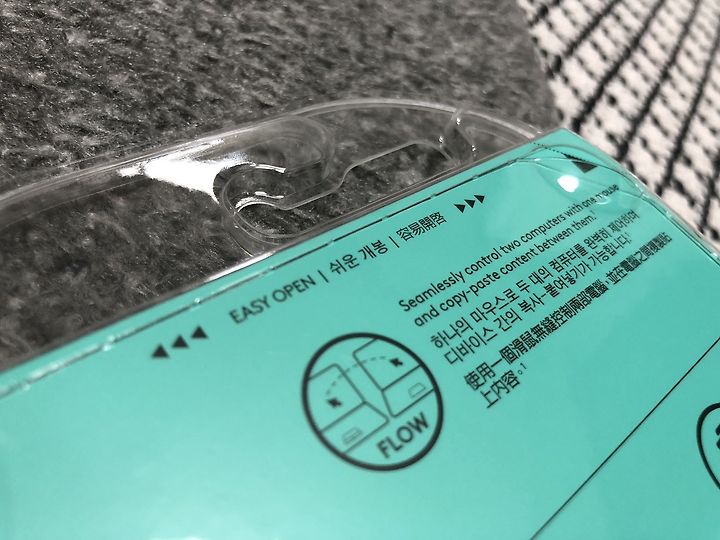 EASY OPEN | 쉬운 개봉 | 容易開啓
Seamlessly control two computers with one mouse
and copy-paste content between them.¹
하나의 마우스로 두 대의 컴퓨터를 완벽히 제어하며
디바이스 간의 복사-붙여넣기가 가능합니다.¹
使用一個滑鼠無縫控制兩部電腦，並在電腦之間複製貼
上內容。¹
FLOW